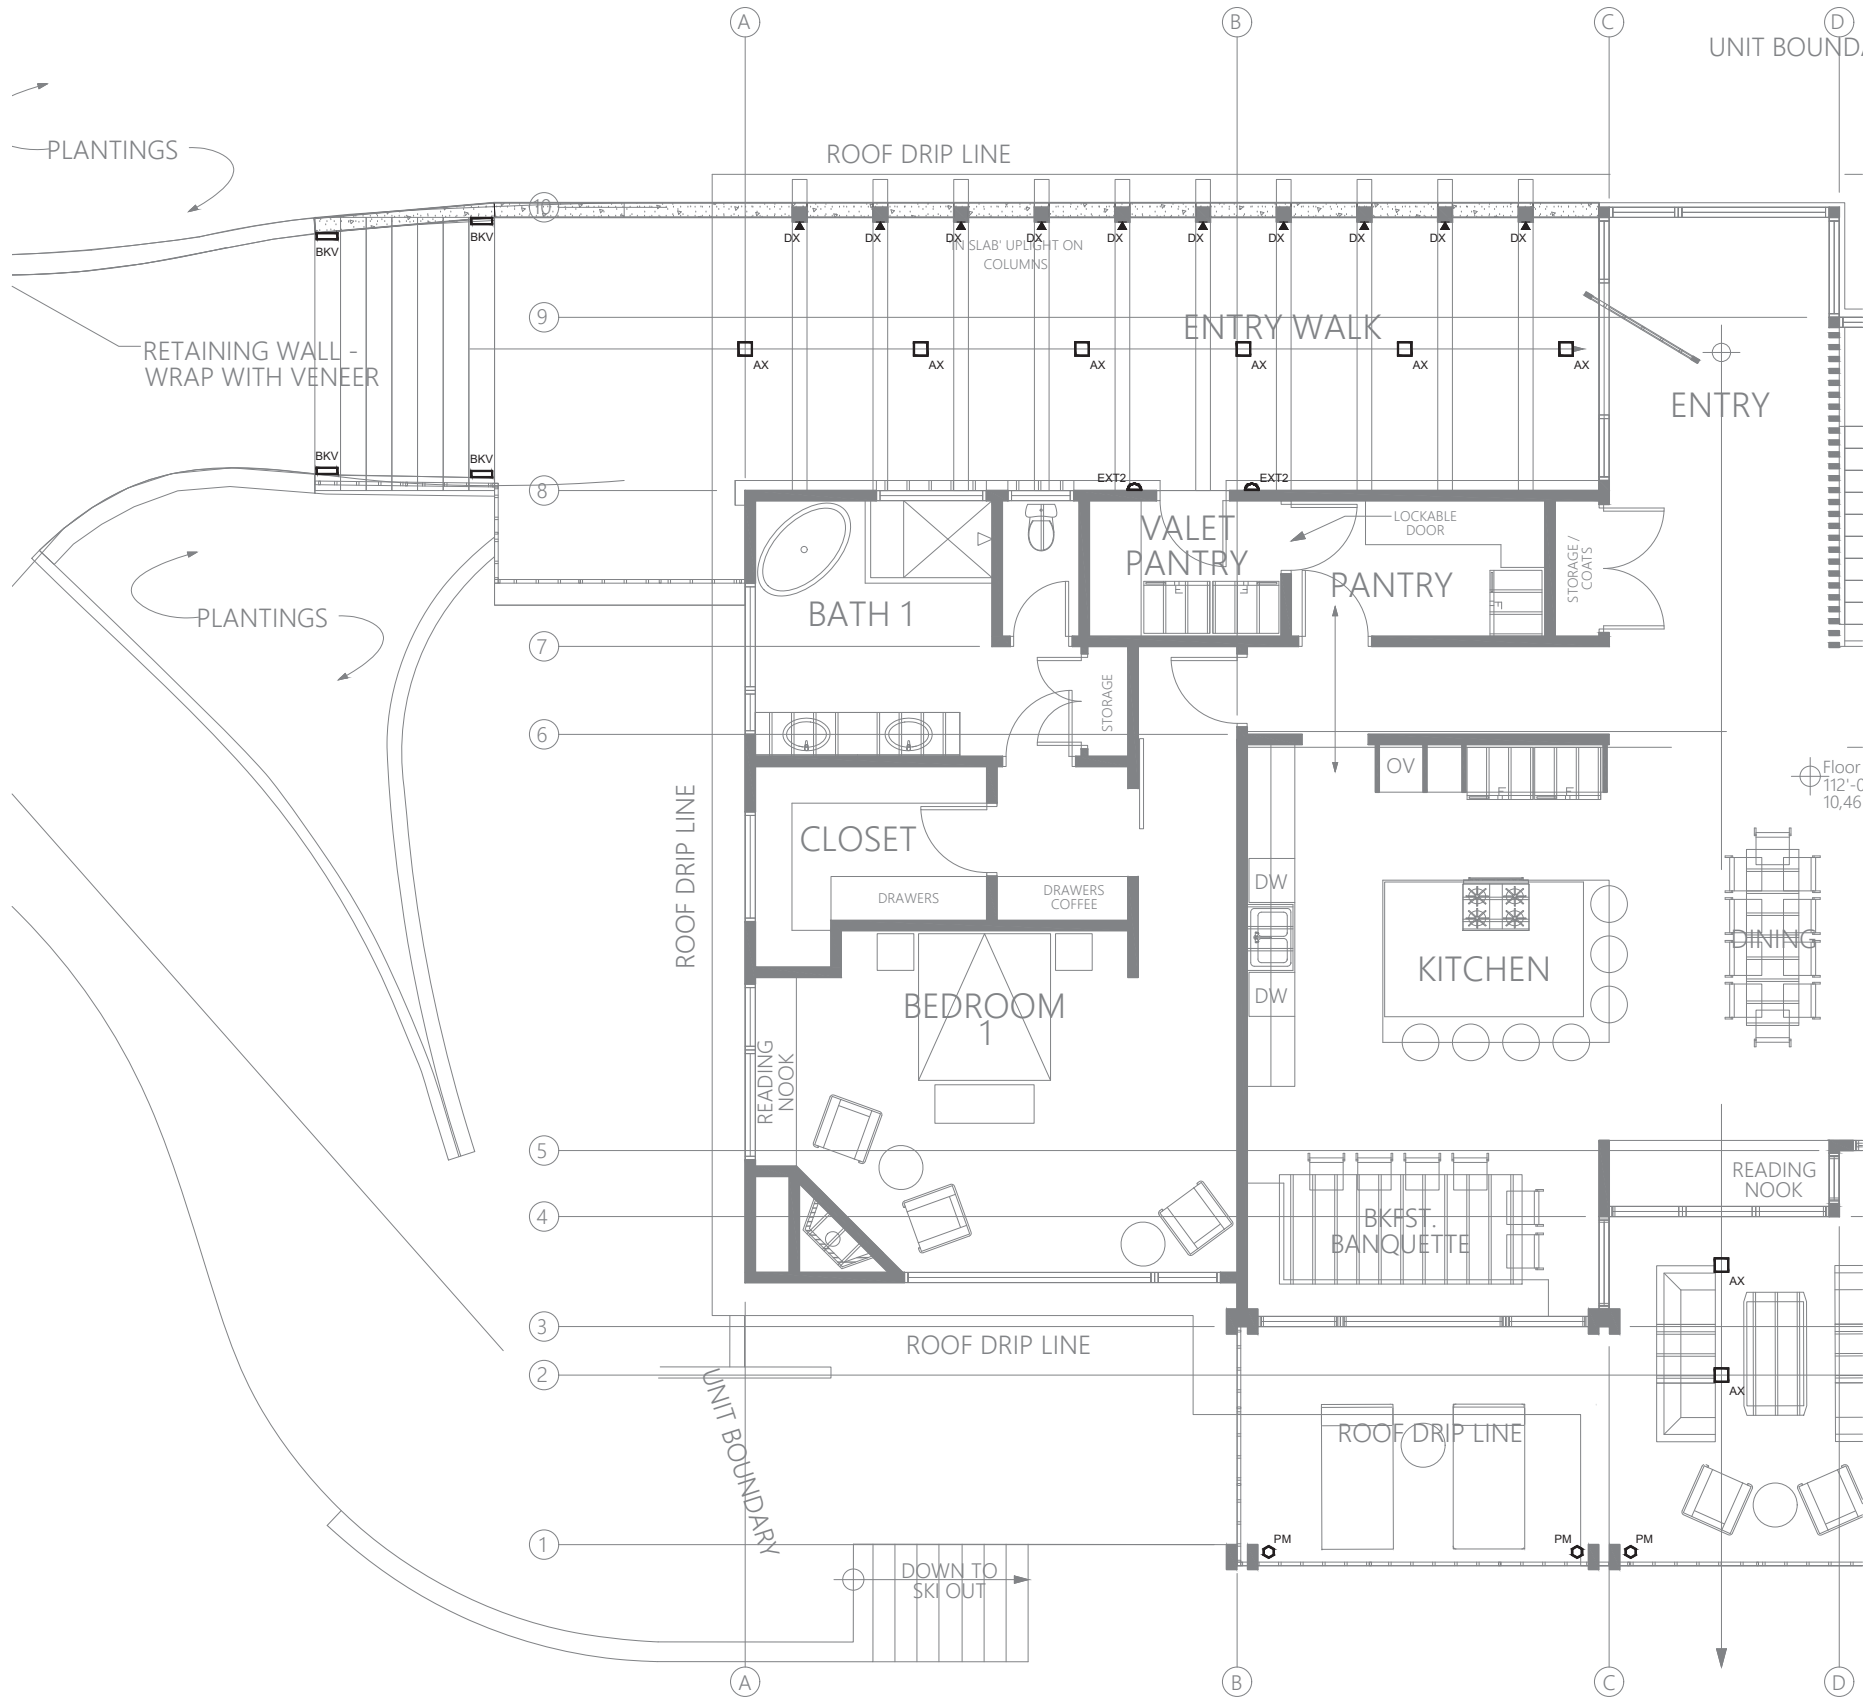 A
B
C
D
UNIT BOUNDA
PLANTINGS
ROOF DRIP LINE
10
BKV
BKV
DX
DX
DX
DX
DX
DX
DX
DX
DX
DX
IN SLAB' UPLIGHT ON
COLUMNS
9
ENTRY WALK
RETAINING WALL -
WRAP WITH VENEER
AX
AX
AX
AX
AX
AX
ENTRY
BKV
BKV
8
EXT2
EXT2
VALET
PANTRY
LOCKABLE
DOOR
F
F
PANTRY
F
STORAGE /
COATS
BATH 1
PLANTINGS
7
STORAGE
6
OV
F
F
Floor
112'-0
10,46
ROOF DRIP LINE
CLOSET
DRAWERS
DRAWERS
COFFEE
DW
DW
KITCHEN
DINING
BEDROOM
1
READING
NOOK
5
READING
NOOK
4
BKFST.
BANQUETTE
AX
3
ROOF DRIP LINE
2
AX
UNIT BOUNDARY
ROOF DRIP LINE
1
PM
PM
PM
DOWN TO
SKI OUT
A
B
C
D